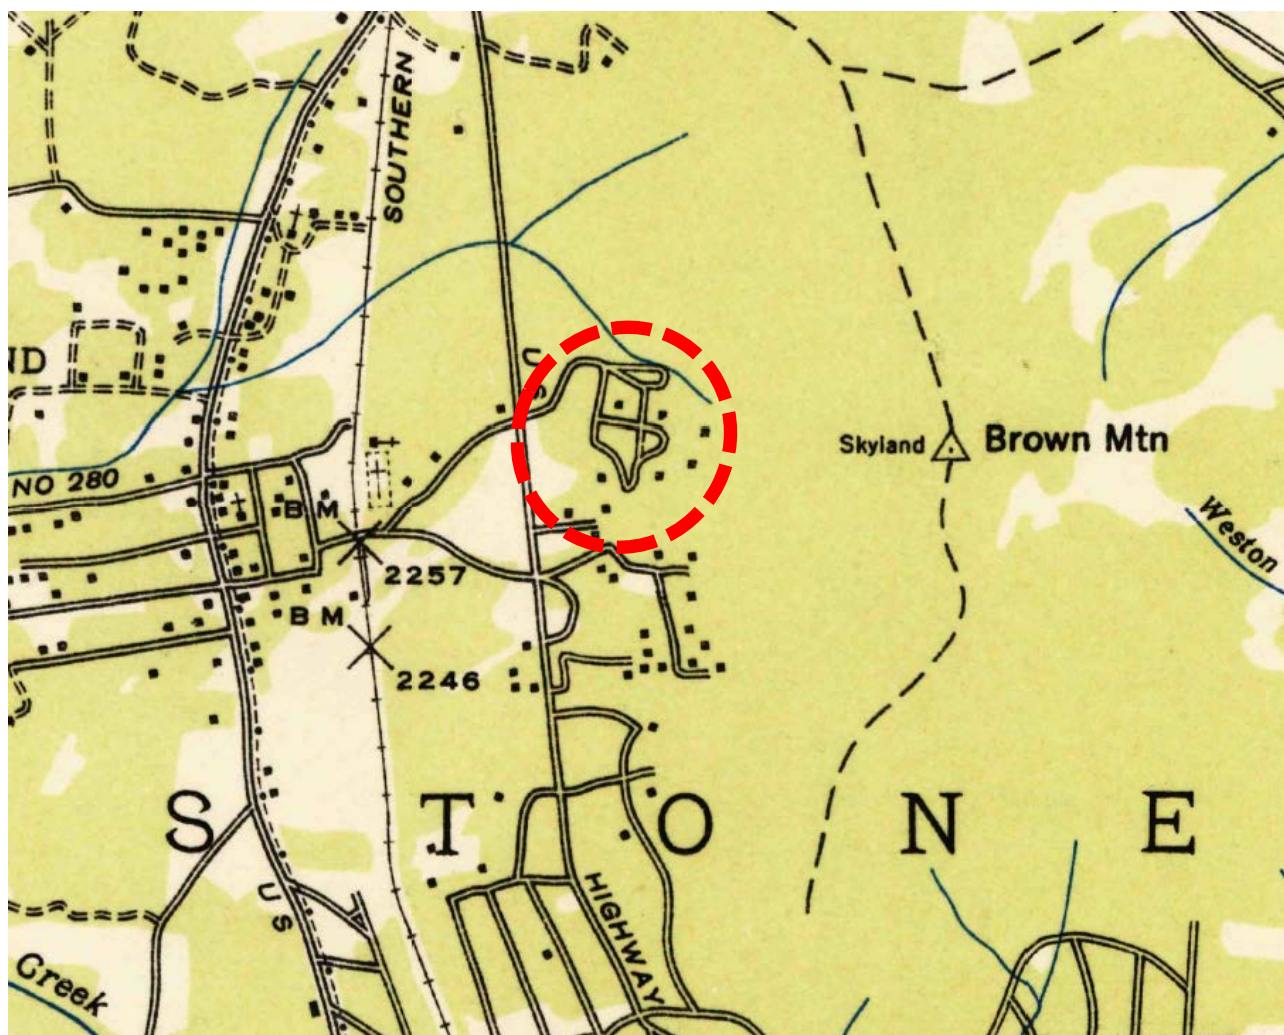 SOUTHERN
U S
ND
Skyland
Brown Mtn
NO 280
B M
2257
Weston
B M
2246
S T O N E
U S
HIGHWAY
Creek